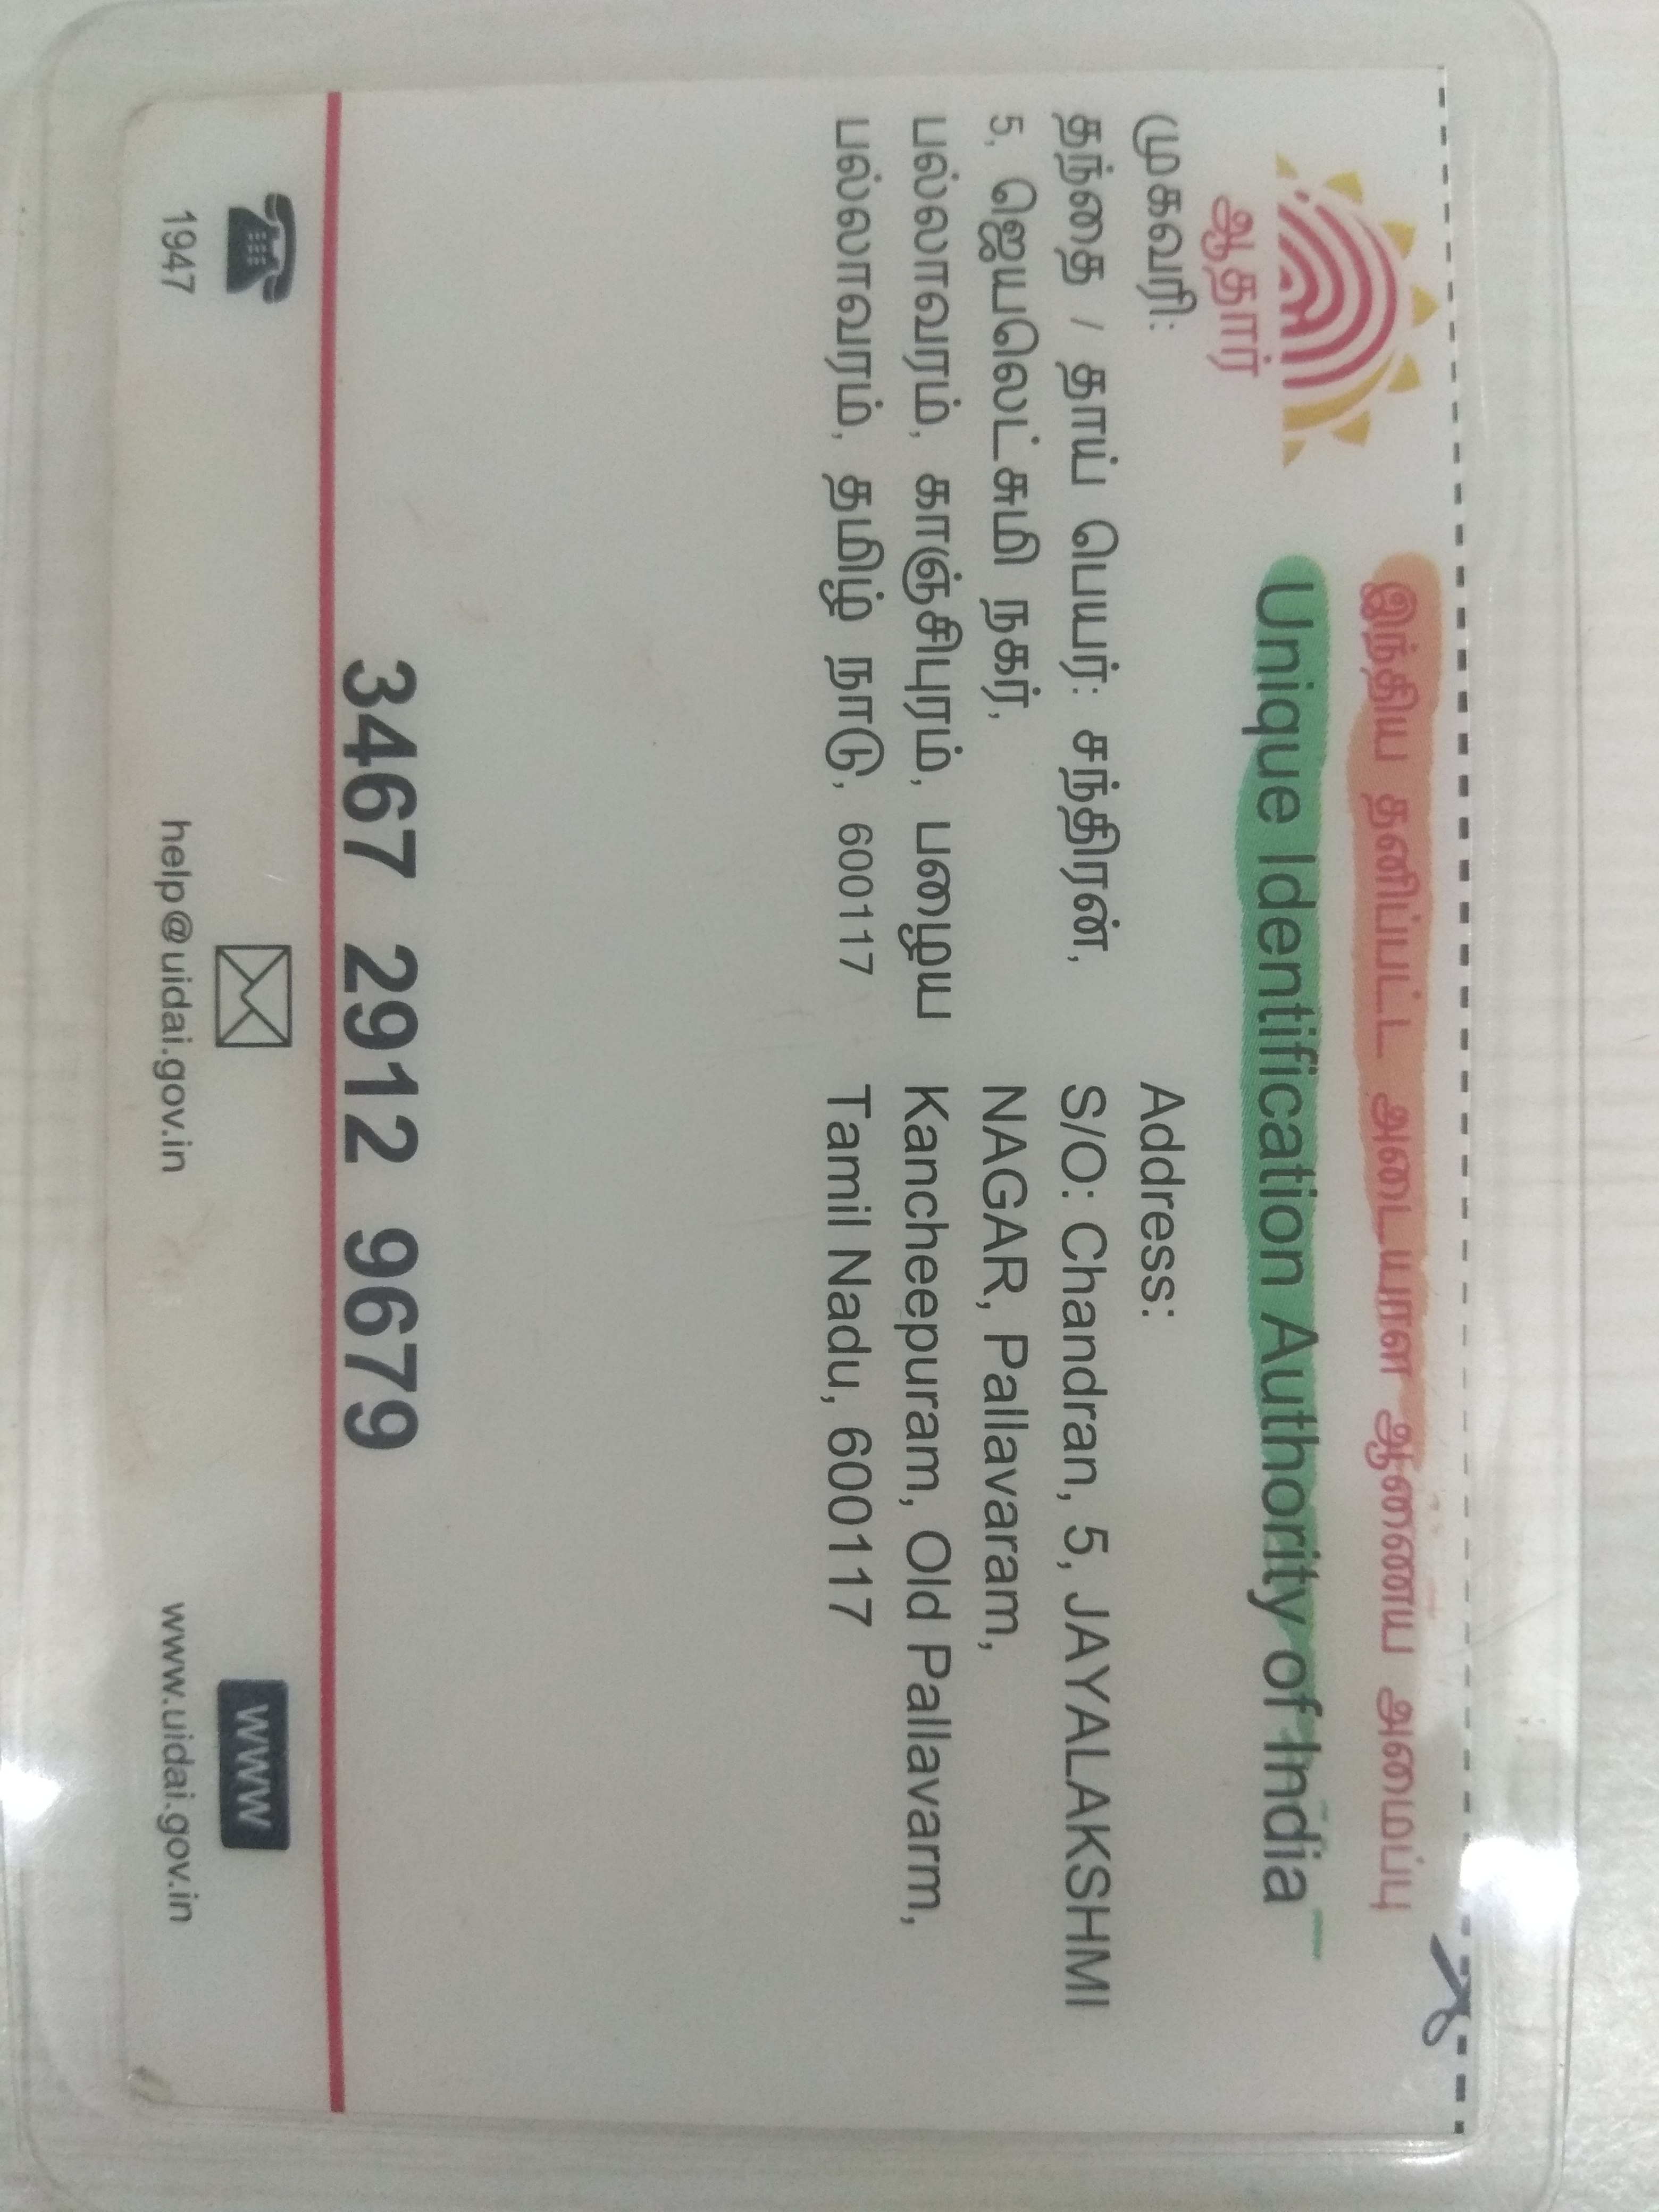 இந்திய தனிப்பட்ட அடையாள ஆணைய அமைப்பு
Unique Identification Authority of India
ஆதார்
முகவரி:
தந்தை / தாய் பெயர்: சந்திரன்,
5, ஜெயலெட்சுமி நகர்,
பல்லாவரம், காஞ்சிபுரம், பழைய
பல்லாவரம், தமிழ் நாடு, 600117
Address:
S/O: Chandran, 5, JAYALAKSHMI
NAGAR, Pallavaram,
Kancheepuram, Old Pallavarm,
Tamil Nadu, 600117
3467 2912 9679
1947
help@uidai.gov.in
WWW
www.uidai.gov.in